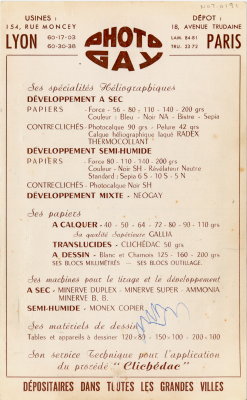 NOT.0191
USINES :
154, RUE MONCEY
LYON 60-17-03
60-30-38
PHOTO
GAY
DÉPOT :
18, AVENUE TRUDAINE
LAM. 84-81
TRU. 23-72 PARIS
Ses spécialités Héliographiques
DÉVELOPPEMENT A SEC
PAPIERS - Force - 56 - 80 - 110 - 140 - 200 grs
Couleur : Bleu - Noir NA - Bistre - Sepia
CONTRECLICHÉS - Photocalque 90 grs - Pelure 42 grs
Calque héliographique laqué RADEX
THERMOCOLLANT
DÉVELOPPEMENT SEMI-HUMIDE
PAPIERS - Force 80 - 110 - 140 - 200 grs
Couleur : Noir SH - Révélateur Neutre
Standard : Sepia 6 S - 10 S - 5 N
CONTRECLICHÉS - Photocalque Noir SH
DÉVELOPPEMENT MIXTE - NÉOGAY
Ses papiers
A CALQUER - 40 - 50 - 64 - 72 - 80 - 90 - 110
Sa qualité Supérieure GALLIA
TRANSLUCIDES - CLICHÉDAC 50 grs
A DESSIN - Blanc et Chamois 125 - 160 - 200 grs
SES BLOCS MILLIMÉTRÉS - SES BLOCS OUTILLAGE.
Ses machines pour le tirage et le développement
A SEC - MINERVE DUPLEX - MINERVE SUPER - AMMONIA
MINERVE B. B.
SEMI-HUMIDE - MONEX COPIER
Ses materiels de dessin
Tables et appareils à dessiner : 120-80 - 150-100 - 200-100
Son service Technique pour l'application
du procédé "Clichédac"
DÉPOSITAIRES DANS TOUTES LES GRANDES VILLES